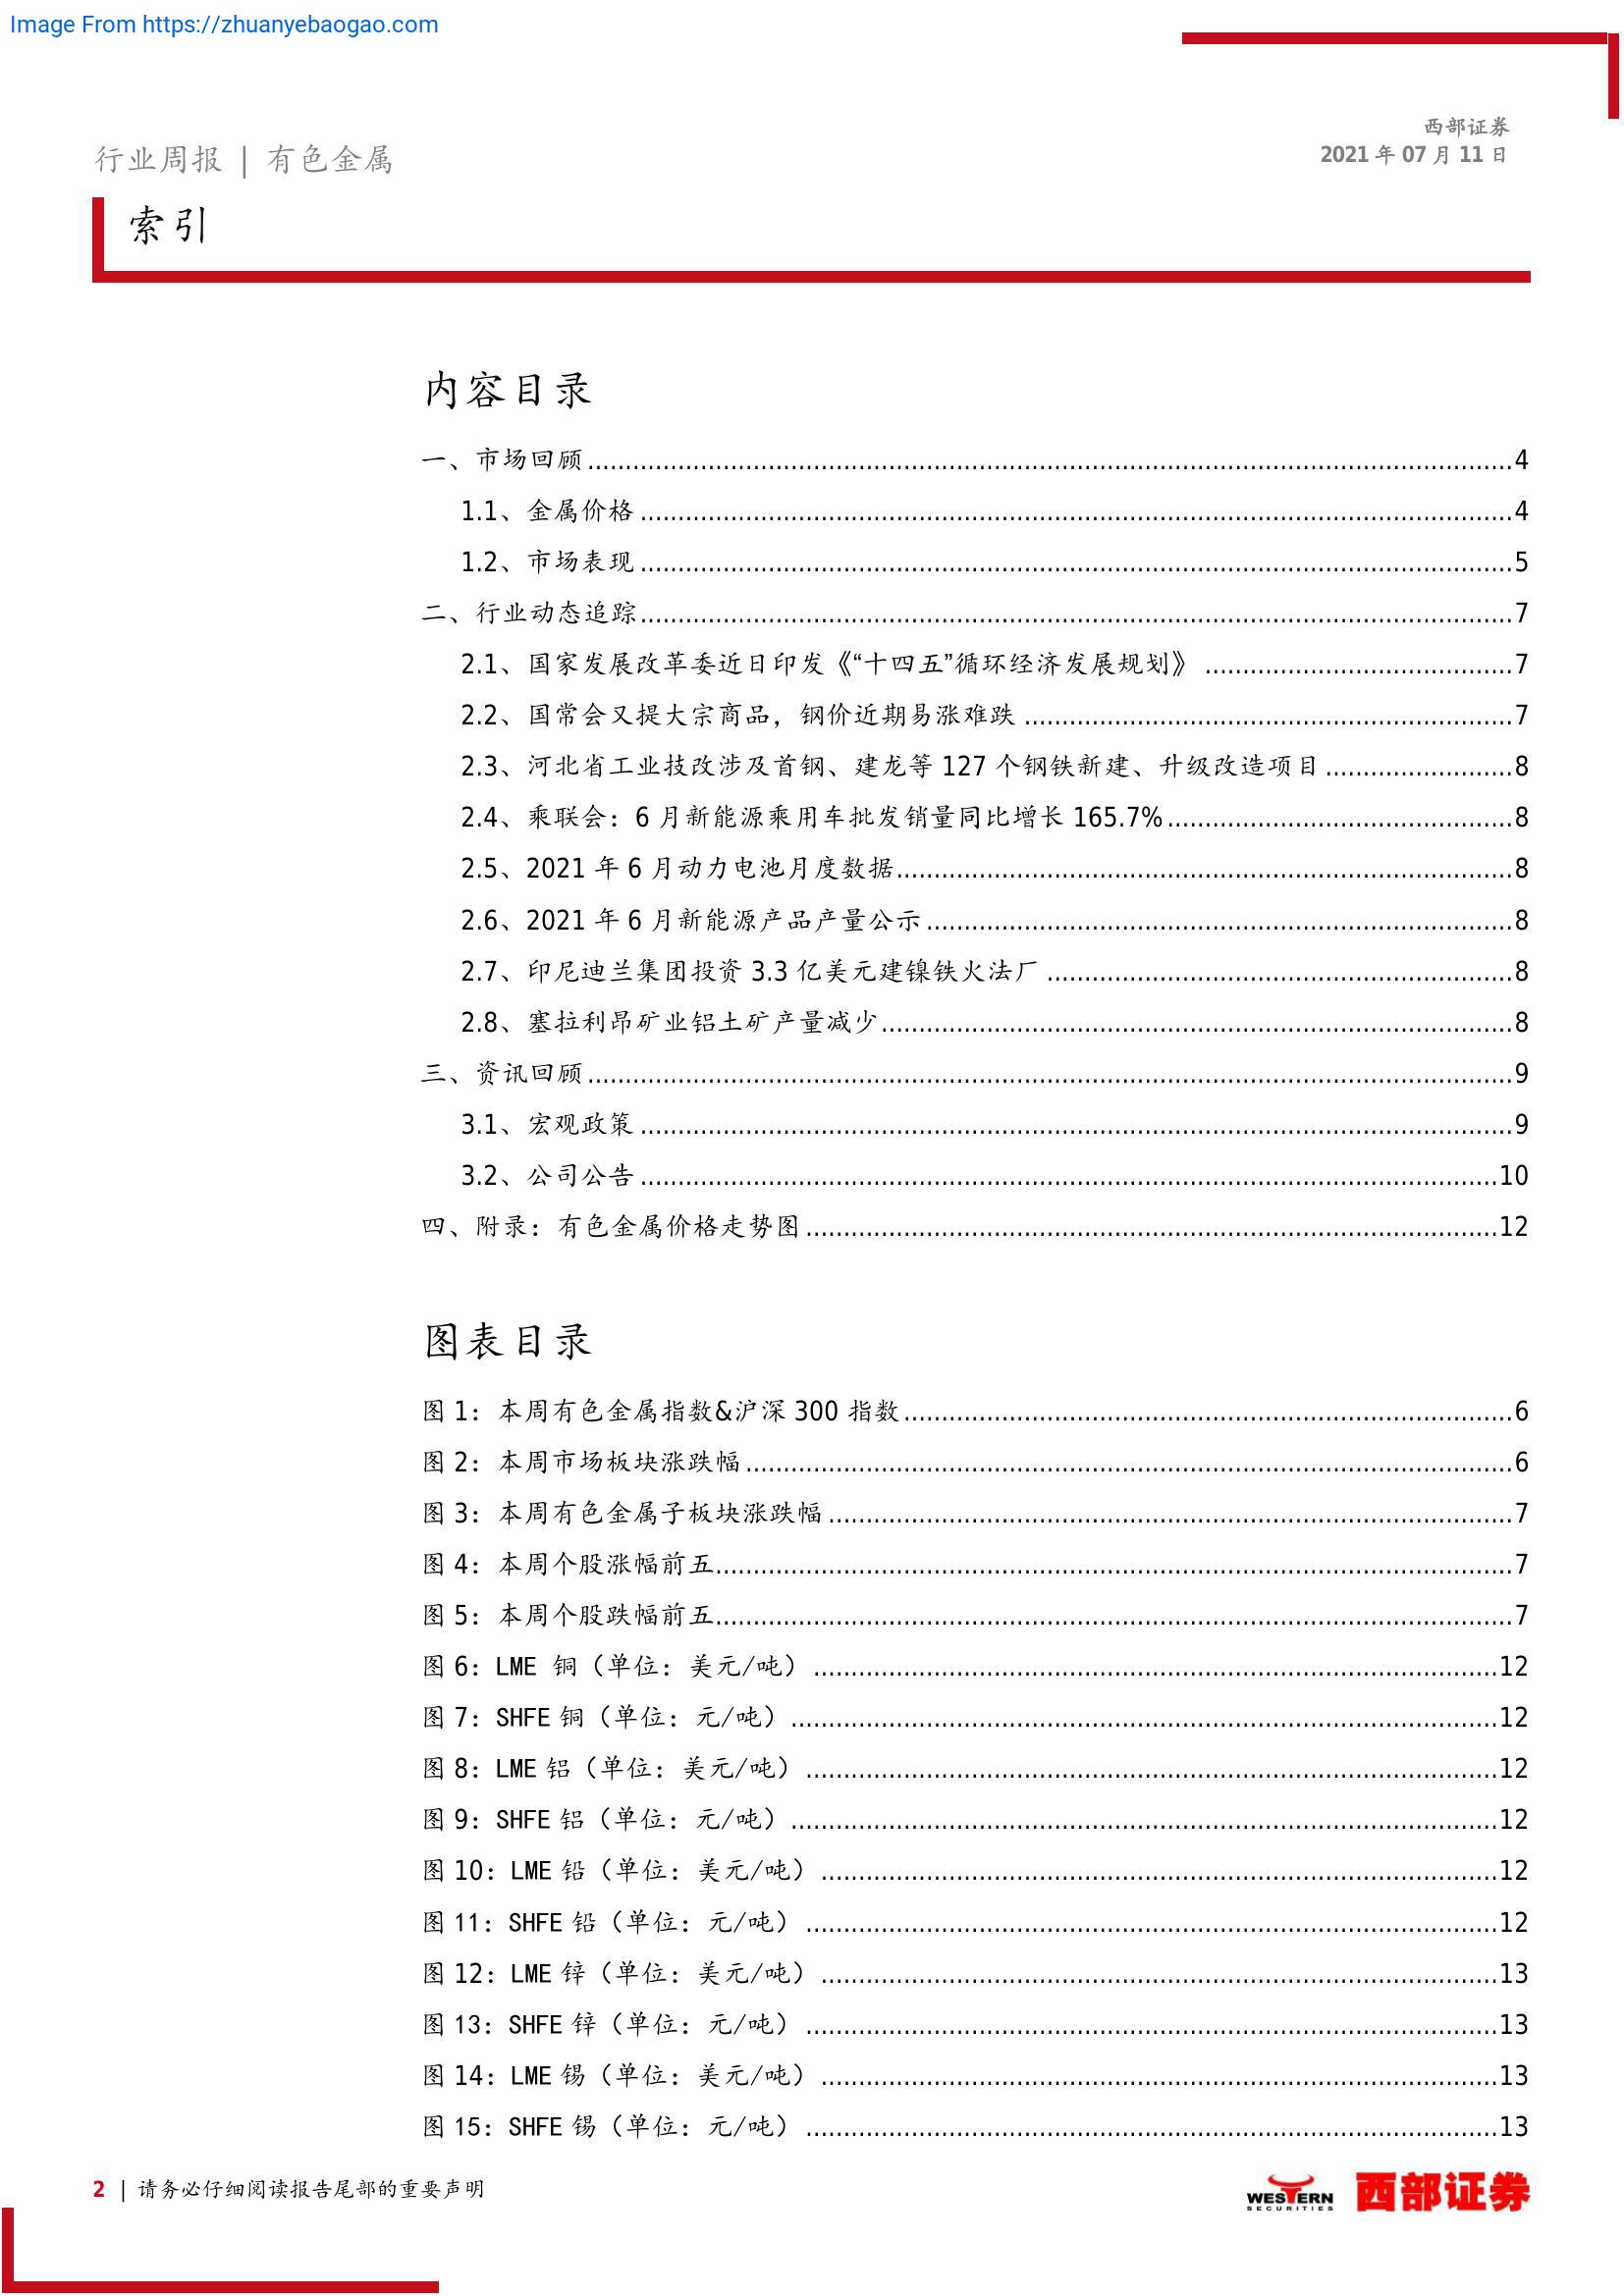 Image From https://zhuanyebaogao.com
西部证券
2021 年 07 月 11 日
行业周报 | 有色金属
索引
内容目录
一、市场回顾 4
1.1、金属价格 4
1.2、市场表现 5
二、行业动态追踪 7
2.1、国家发展改革委近日印发《“十四五”循环经济发展规划》 7
2.2、国常会又提大宗商品，钢价近期易涨难跌 7
2.3、河北省工业技改涉及首钢、建龙等 127 个钢铁新建、升级改造项目 8
2.4、乘联会：6 月新能源乘用车批发销量同比增长 165.7% 8
2.5、2021 年 6 月动力电池月度数据 8
2.6、2021 年 6 月新能源产品产量公示 8
2.7、印尼迪兰集团投资 3.3 亿美元建镍铁火法厂 8
2.8、塞拉利昂矿业铝土矿产量减少 8
三、资讯回顾 9
3.1、宏观政策 9
3.2、公司公告 10
四、附录：有色金属价格走势图 12
图表目录
图 1：本周有色金属指数&沪深 300 指数 6
图 2：本周市场板块涨跌幅 6
图 3：本周有色金属子板块涨跌幅 7
图 4：本周个股涨幅前五 7
图 5：本周个股跌幅前五 7
图 6：LME 铜（单位：美元/吨） 12
图 7：SHFE 铜（单位：元/吨） 12
图 8：LME 铝（单位：美元/吨） 12
图 9：SHFE 铝（单位：元/吨） 12
图 10：LME 铅（单位：美元/吨） 12
图 11：SHFE 铅（单位：元/吨） 12
图 12：LME 锌（单位：美元/吨） 13
图 13：SHFE 锌（单位：元/吨） 13
图 14：LME 锡（单位：美元/吨） 13
图 15：SHFE 锡（单位：元/吨） 13
2 | 请务必仔细阅读报告尾部的重要声明
WESTERN
SECURITIES
西部证券